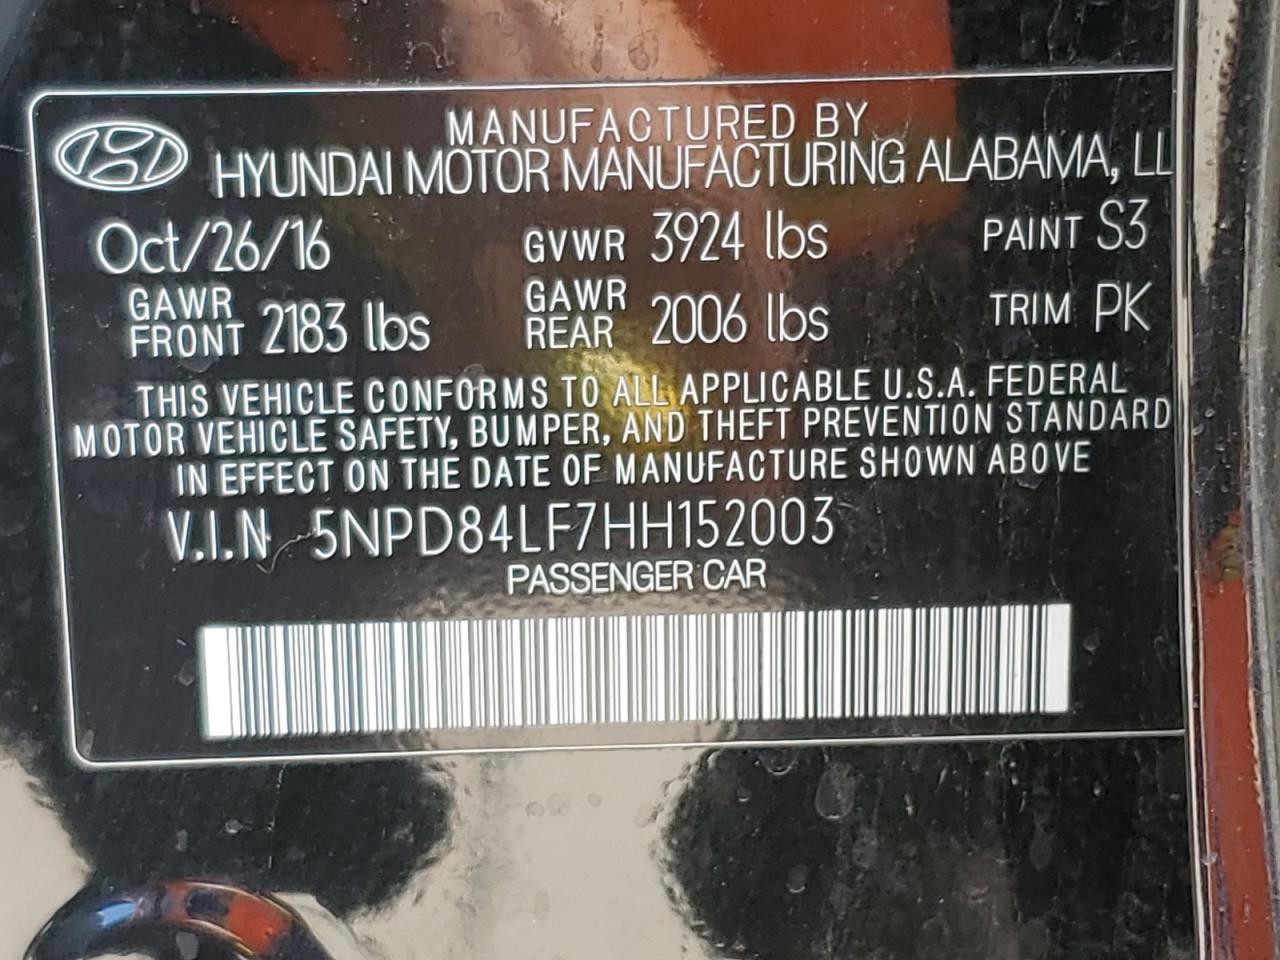 MANUFACTURED BY
HYUNDAI MOTOR MANUFACTURING ALABAMA, LL
Oct/26/16 GVWR 3924 lbs PAINT S3
GAWR FRONT 2183 lbs GAWR REAR 2006 lbs TRIM PK
THIS VEHICLE CONFORMS TO ALL APPLICABLE U.S.A. FEDERAL
MOTOR VEHICLE SAFETY, BUMPER, AND THEFT PREVENTION STANDARD
IN EFFECT ON THE DATE OF MANUFACTURE SHOWN ABOVE
V.I.N 5NPD84LF7HH152003
PASSENGER CAR